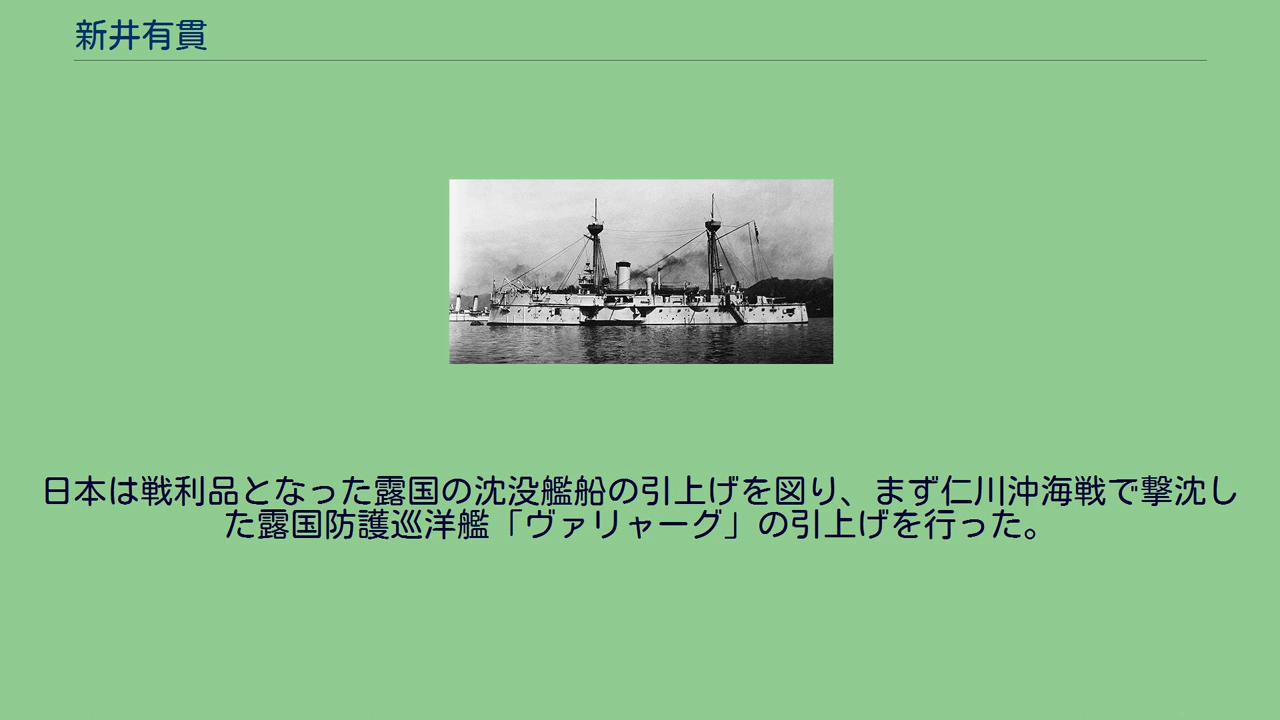 新井有貫
日本は戦利品となった露国の沈没艦船の引上げを図り、まず仁川沖海戦で撃沈し
た露国防護巡洋艦「ヴァリャーグ」の引上げを行った。